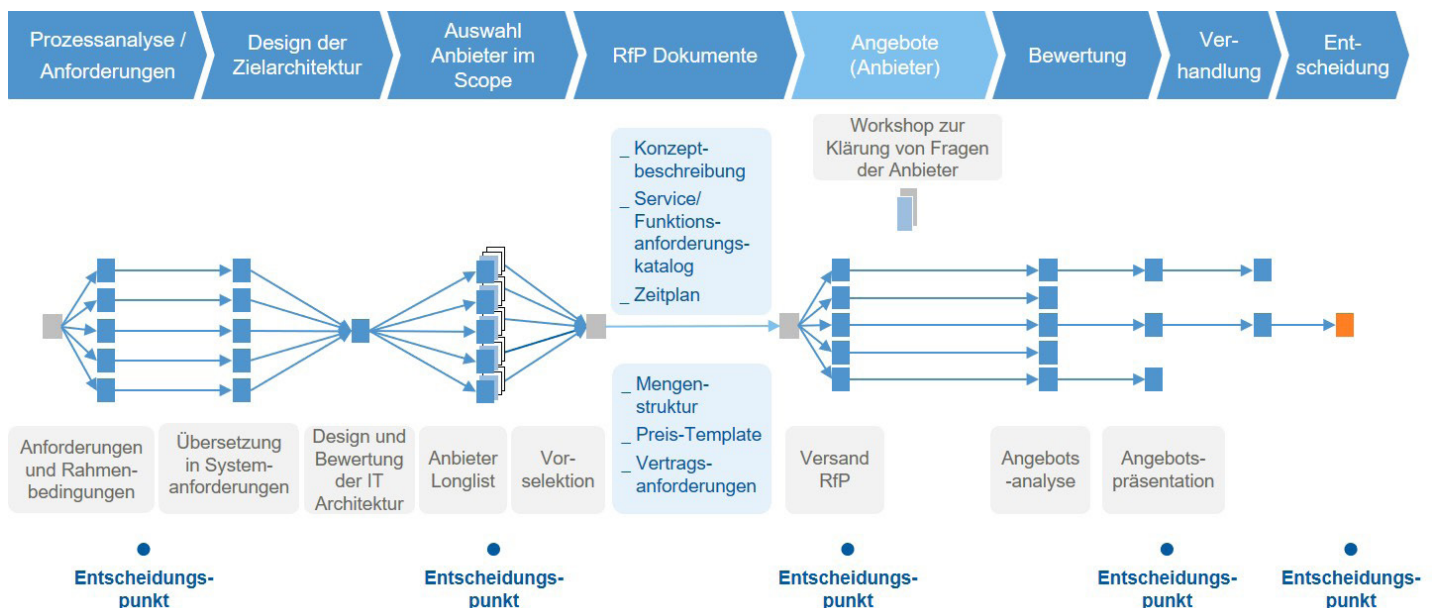 Prozessanalyse /
Anforderungen
Design der
Zielarchitektur
Auswahl
Anbieter im
Scope
RfP Dokumente
Angebote
(Anbieter)
Bewertung
Ver-
handlung
Ent-
scheidung
Workshop zur
Klärung von Fragen
der Anbieter
_ Konzept-
beschreibung
_ Service/
Funktions-
anforderungs-
katalog
_ Zeitplan
_ Mengen-
struktur
_ Preis-Template
_ Vertrags-
anforderungen
Anforderungen
und Rahmen-
bedingungen
Übersetzung
in System-
anforderungen
Design und
Bewertung
der IT
Architektur
Anbieter
Longlist
Vor-
selektion
Versand
RfP
Angebots
-analyse
Angebots-
präsentation
Entscheidungs-
punkt
Entscheidungs-
punkt
Entscheidungs-
punkt
Entscheidungs-
punkt
Entscheidungs-
punkt